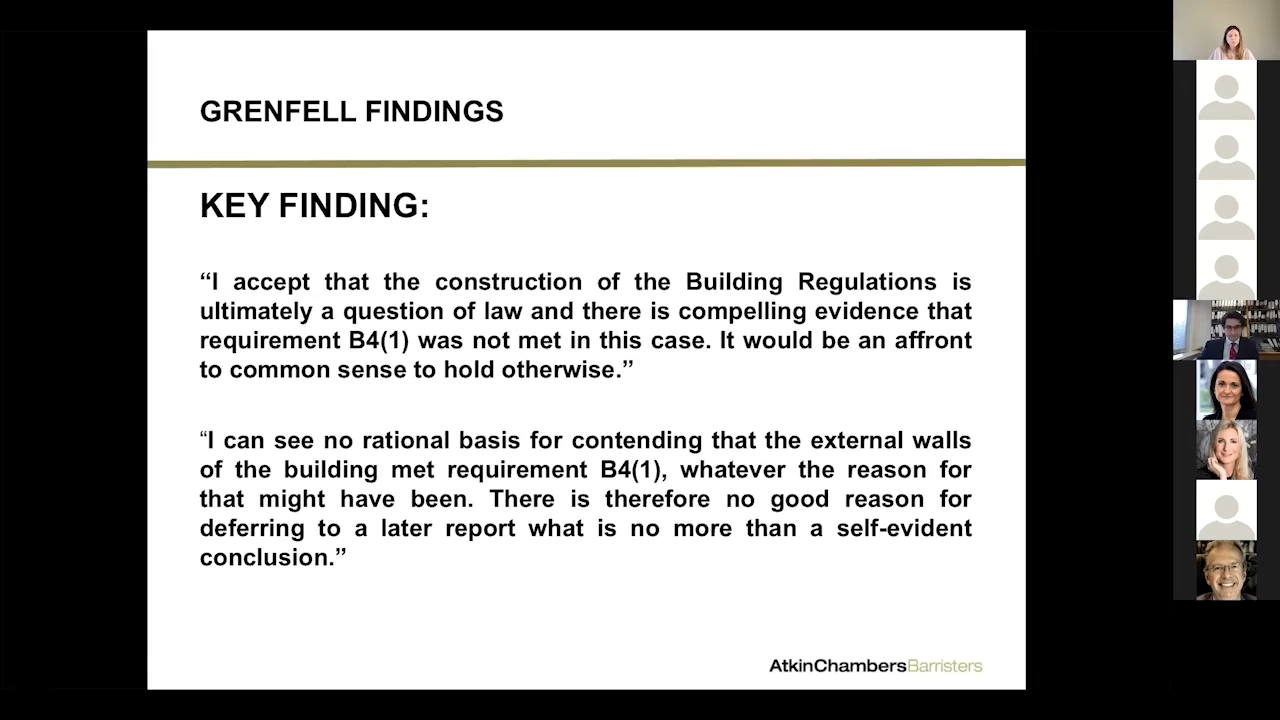 GRENFELL FINDINGS
KEY FINDING:
“I accept that the construction of the Building Regulations is
ultimately a question of law and there is compelling evidence that
requirement B4(1) was not met in this case. It would be an affront
to common sense to hold otherwise.”
“I can see no rational basis for contending that the external walls
of the building met requirement B4(1), whatever the reason for
that might have been. There is therefore no good reason for
deferring to a later report what is no more than a self-evident
conclusion.”
AtkinChambersBarristers